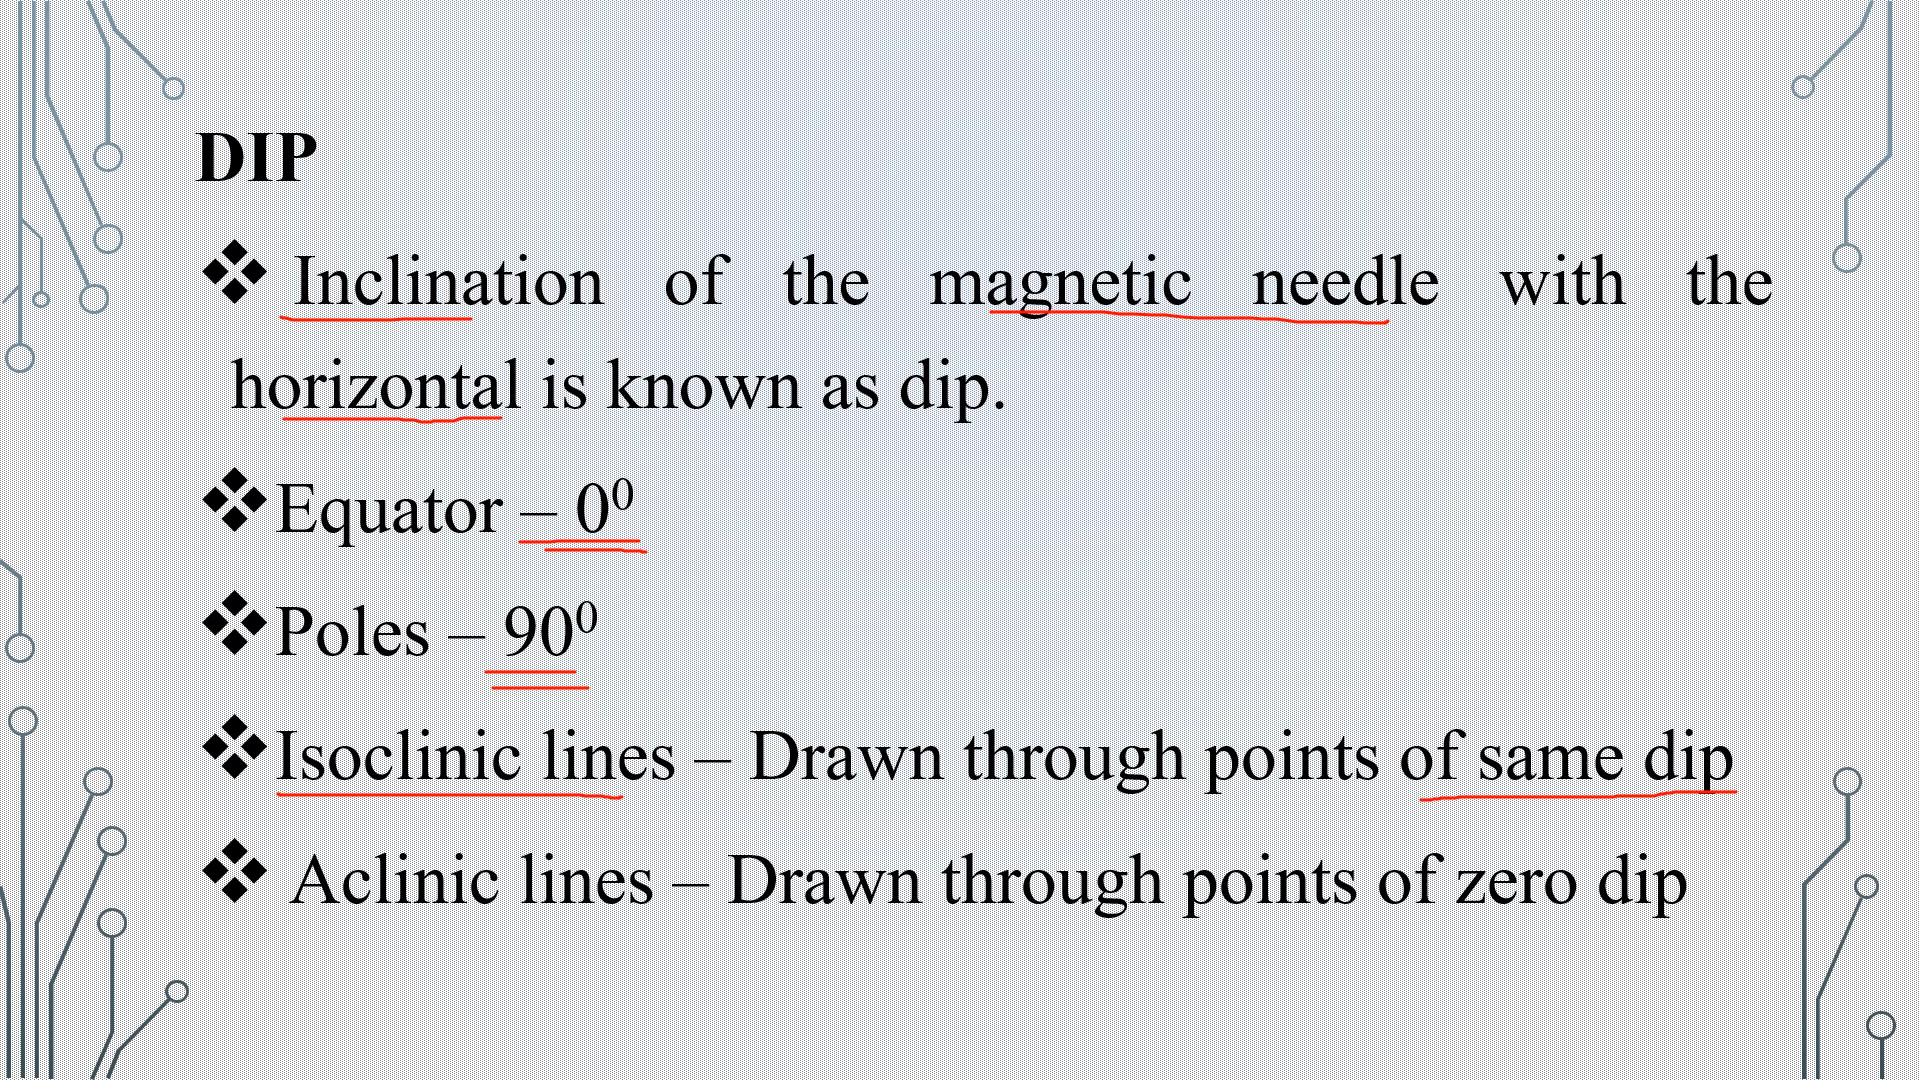 DIP
❖ Inclination of the magnetic needle with the
horizontal is known as dip.
❖Equator – 0⁰
❖Poles – 90⁰
❖Isoclinic lines – Drawn through points of same dip
❖ Aclinic lines – Drawn through points of zero dip